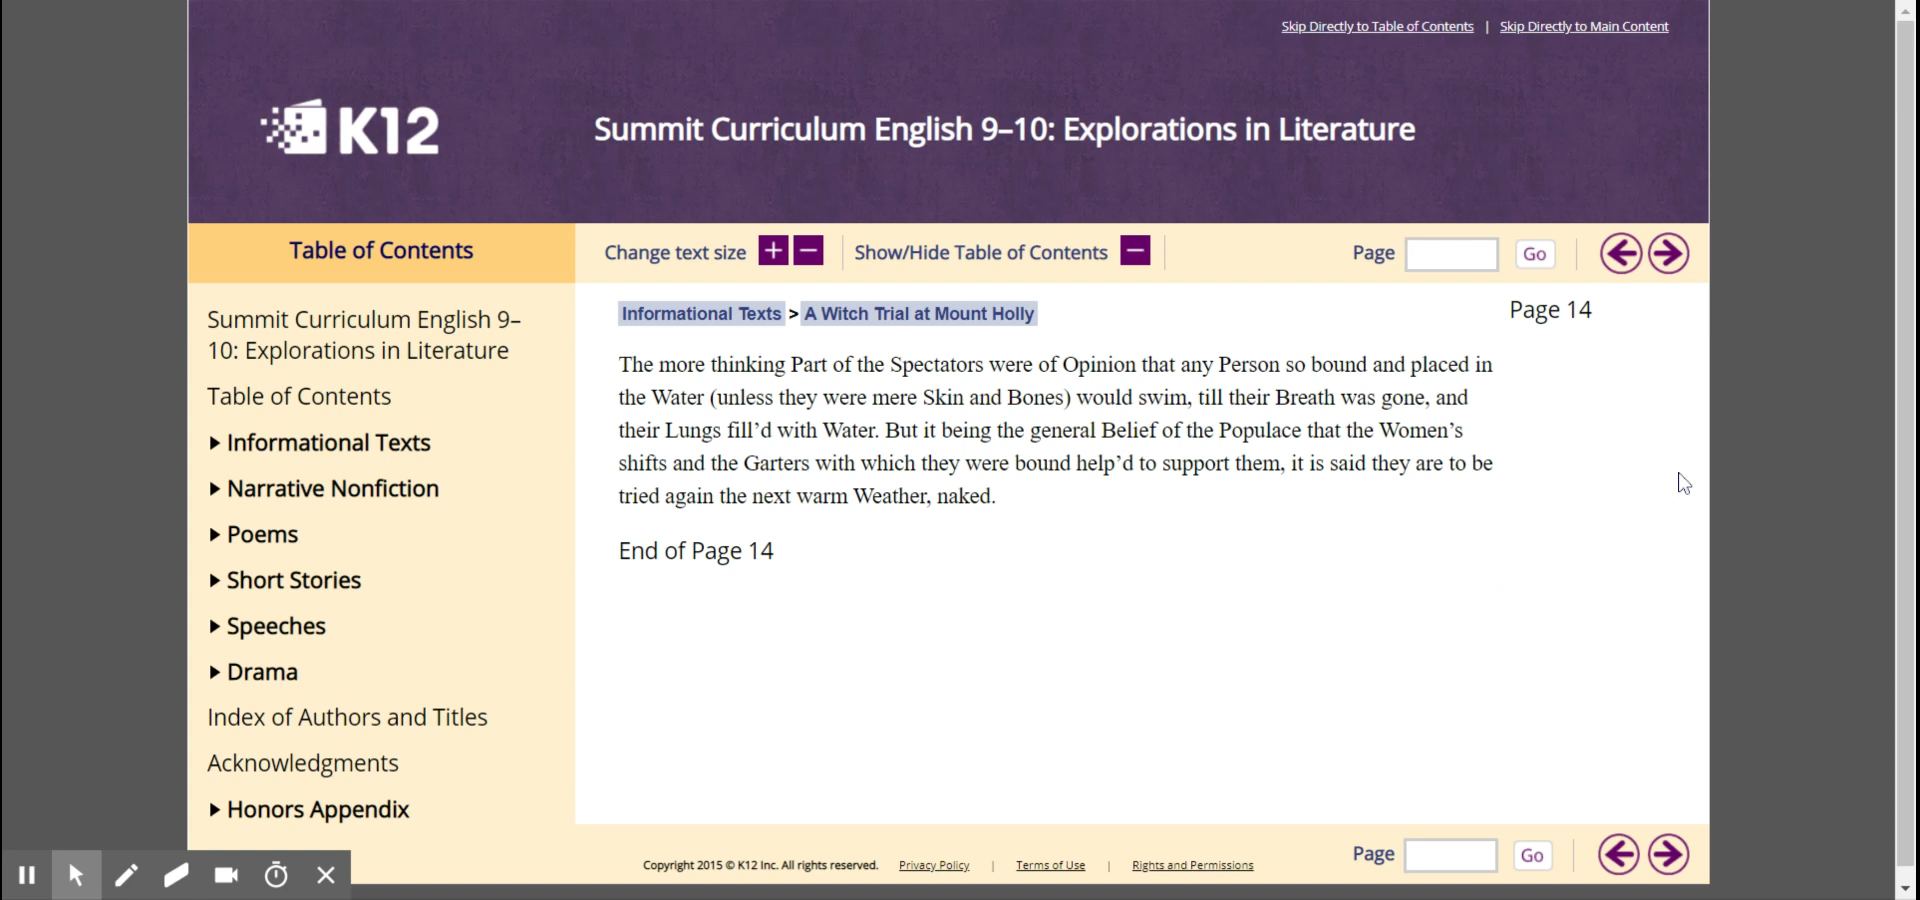 Skip Directly to Table of Contents | Skip Directly to Main Content
K12
Summit Curriculum English 9–10: Explorations in Literature
Table of Contents
Change text size + − Show/Hide Table of Contents −
Page Go
Summit Curriculum English 9–
10: Explorations in Literature
Table of Contents
Informational Texts
Narrative Nonfiction
Poems
Short Stories
Speeches
Drama
Index of Authors and Titles
Acknowledgments
Honors Appendix
Informational Texts > A Witch Trial at Mount Holly
Page 14
The more thinking Part of the Spectators were of Opinion that any Person so bound and placed in
the Water (unless they were mere Skin and Bones) would swim, till their Breath was gone, and
their Lungs fill’d with Water. But it being the general Belief of the Populace that the Women’s
shifts and the Garters with which they were bound help’d to support them, it is said they are to be
tried again the next warm Weather, naked.
End of Page 14
Copyright 2015 © K12 Inc. All rights reserved. Privacy Policy | Terms of Use | Rights and Permissions
Page Go